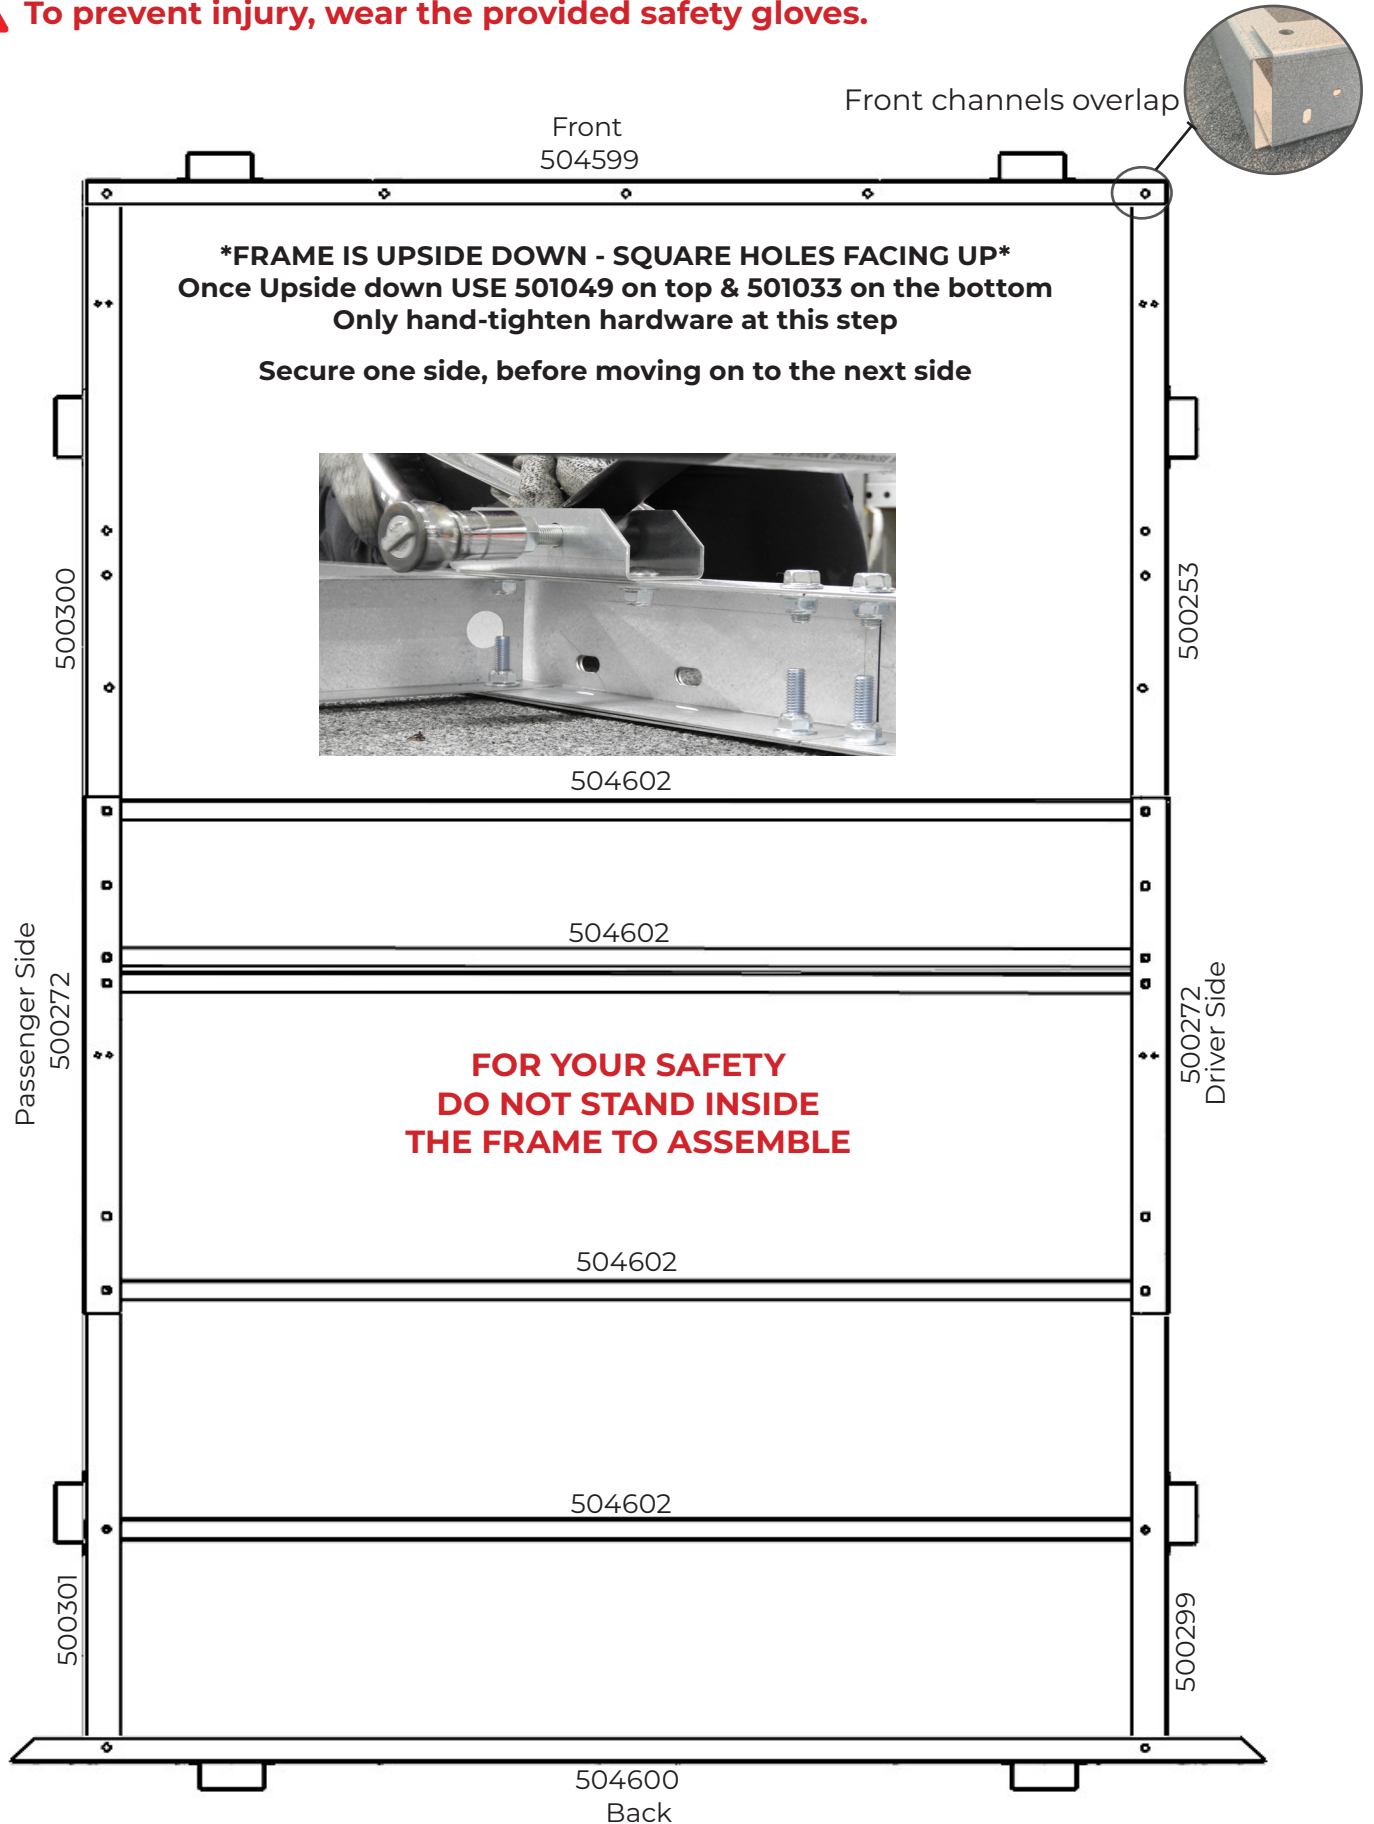 To prevent injury, wear the provided safety gloves.
Front channels overlap
Front
504599
*FRAME IS UPSIDE DOWN - SQUARE HOLES FACING UP*
Once Upside down USE 501049 on top & 501033 on the bottom
Only hand-tighten hardware at this step
Secure one side, before moving on to the next side
500300
500253
504602
504602
Passenger Side
500272
500272
Driver Side
FOR YOUR SAFETY
DO NOT STAND INSIDE
THE FRAME TO ASSEMBLE
504602
504602
500301
500299
504600
Back